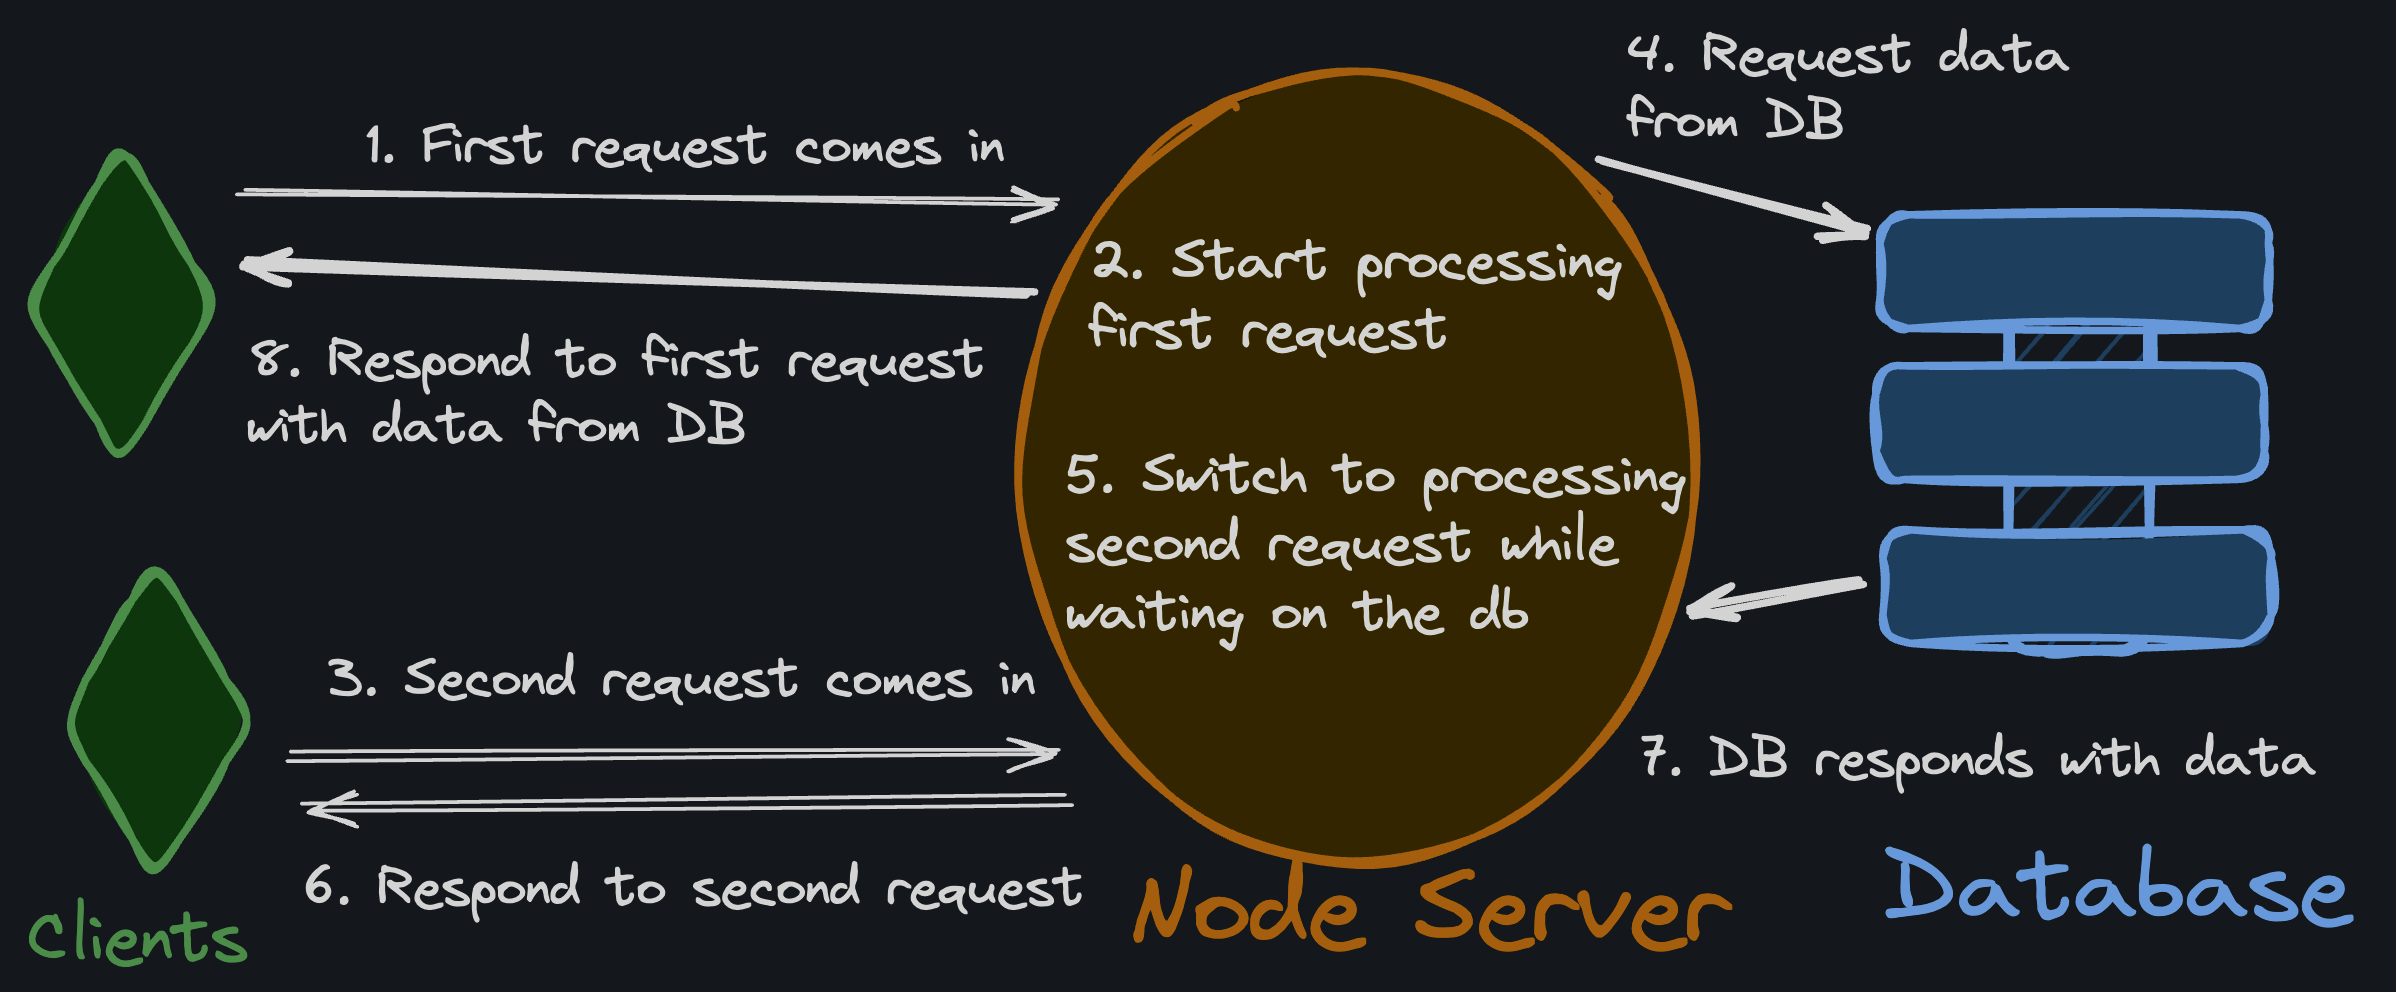 1. First request comes in
8. Respond to first request
with data from DB
3. Second request comes in
6. Respond to second request
Clients
2. Start processing
first request
5. Switch to processing
second request while
waiting on the db
Node Server
4. Request data
from DB
7. DB responds with data
Database